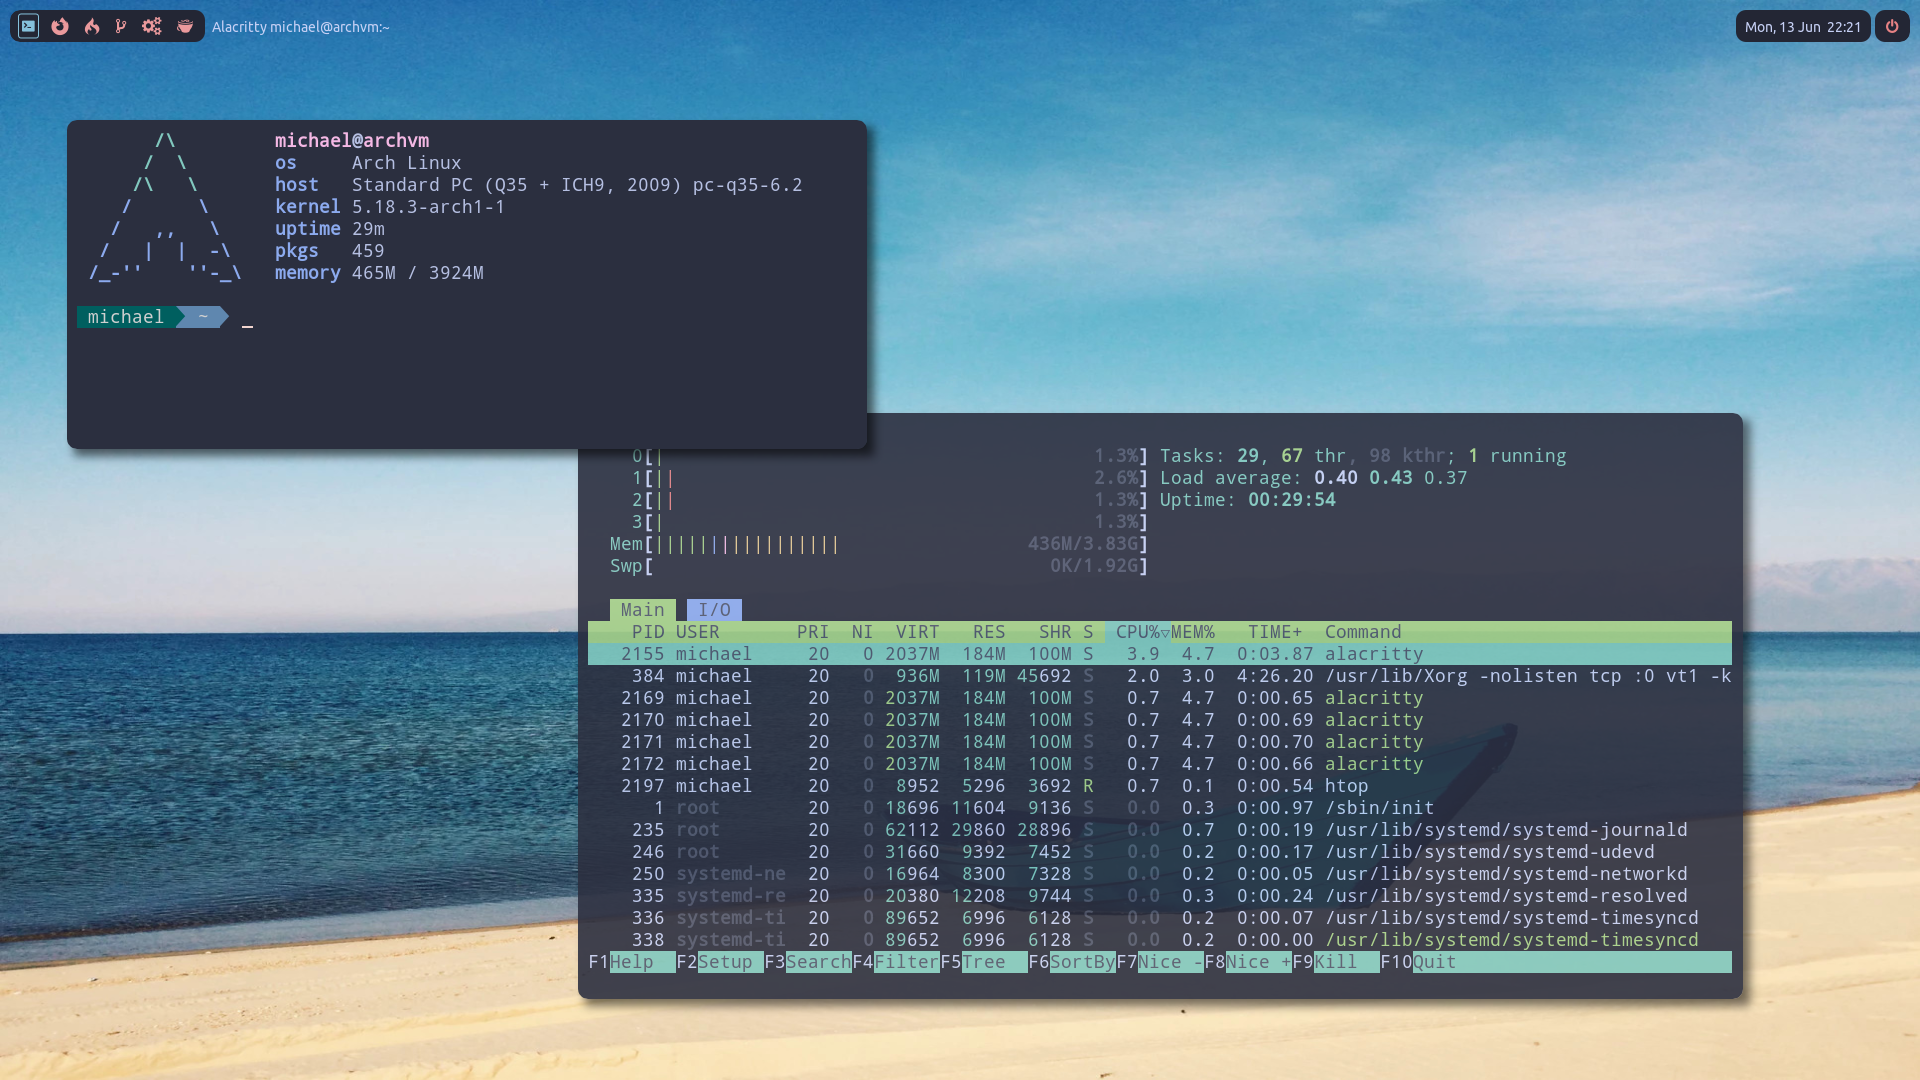 Alacritty michael@archvm:~
Mon, 13 Jun 22:21
michael@archvm
os Arch Linux
host Standard PC (Q35 + ICH9, 2009) pc-q35-6.2
kernel 5.18.3-arch1-1
uptime 29m
pkgs 459
memory 465M / 3924M
michael ~ _
0[| 1.3%] Tasks: 29, 67 thr, 98 kthr; 1 running
1[|| 2.6%] Load average: 0.40 0.43 0.37
2[|| 1.3%] Uptime: 00:29:54
3[| 1.3%]
Mem[||||||||||||||||| 436M/3.83G]
Swp[ 0K/1.92G]
Main I/O
PID USER PRI NI VIRT RES SHR S CPU%▽MEM% TIME+ Command
2155 michael 20 0 2037M 184M 100M S 3.9 4.7 0:03.87 alacritty
384 michael 20 0 936M 119M 45692 S 2.0 3.0 4:26.20 /usr/lib/Xorg -nolisten tcp :0 vt1 -k
2169 michael 20 0 2037M 184M 100M S 0.7 4.7 0:00.65 alacritty
2170 michael 20 0 2037M 184M 100M S 0.7 4.7 0:00.69 alacritty
2171 michael 20 0 2037M 184M 100M S 0.7 4.7 0:00.70 alacritty
2172 michael 20 0 2037M 184M 100M S 0.7 4.7 0:00.66 alacritty
2197 michael 20 0 8952 5296 3692 R 0.7 0.1 0:00.54 htop
1 root 20 0 18696 11604 9136 S 0.0 0.3 0:00.97 /sbin/init
235 root 20 0 62112 29860 28896 S 0.0 0.7 0:00.19 /usr/lib/systemd/systemd-journald
246 root 20 0 31660 9392 7452 S 0.0 0.2 0:00.17 /usr/lib/systemd/systemd-udevd
250 systemd-ne 20 0 16964 8300 7328 S 0.0 0.2 0:00.05 /usr/lib/systemd/systemd-networkd
335 systemd-re 20 0 20380 12208 9744 S 0.0 0.3 0:00.24 /usr/lib/systemd/systemd-resolved
336 systemd-ti 20 0 89652 6996 6128 S 0.0 0.2 0:00.07 /usr/lib/systemd/systemd-timesyncd
338 systemd-ti 20 0 89652 6996 6128 S 0.0 0.2 0:00.00 /usr/lib/systemd/systemd-timesyncd
F1Help F2Setup F3SearchF4FilterF5Tree F6SortByF7Nice -F8Nice +F9Kill F10Quit